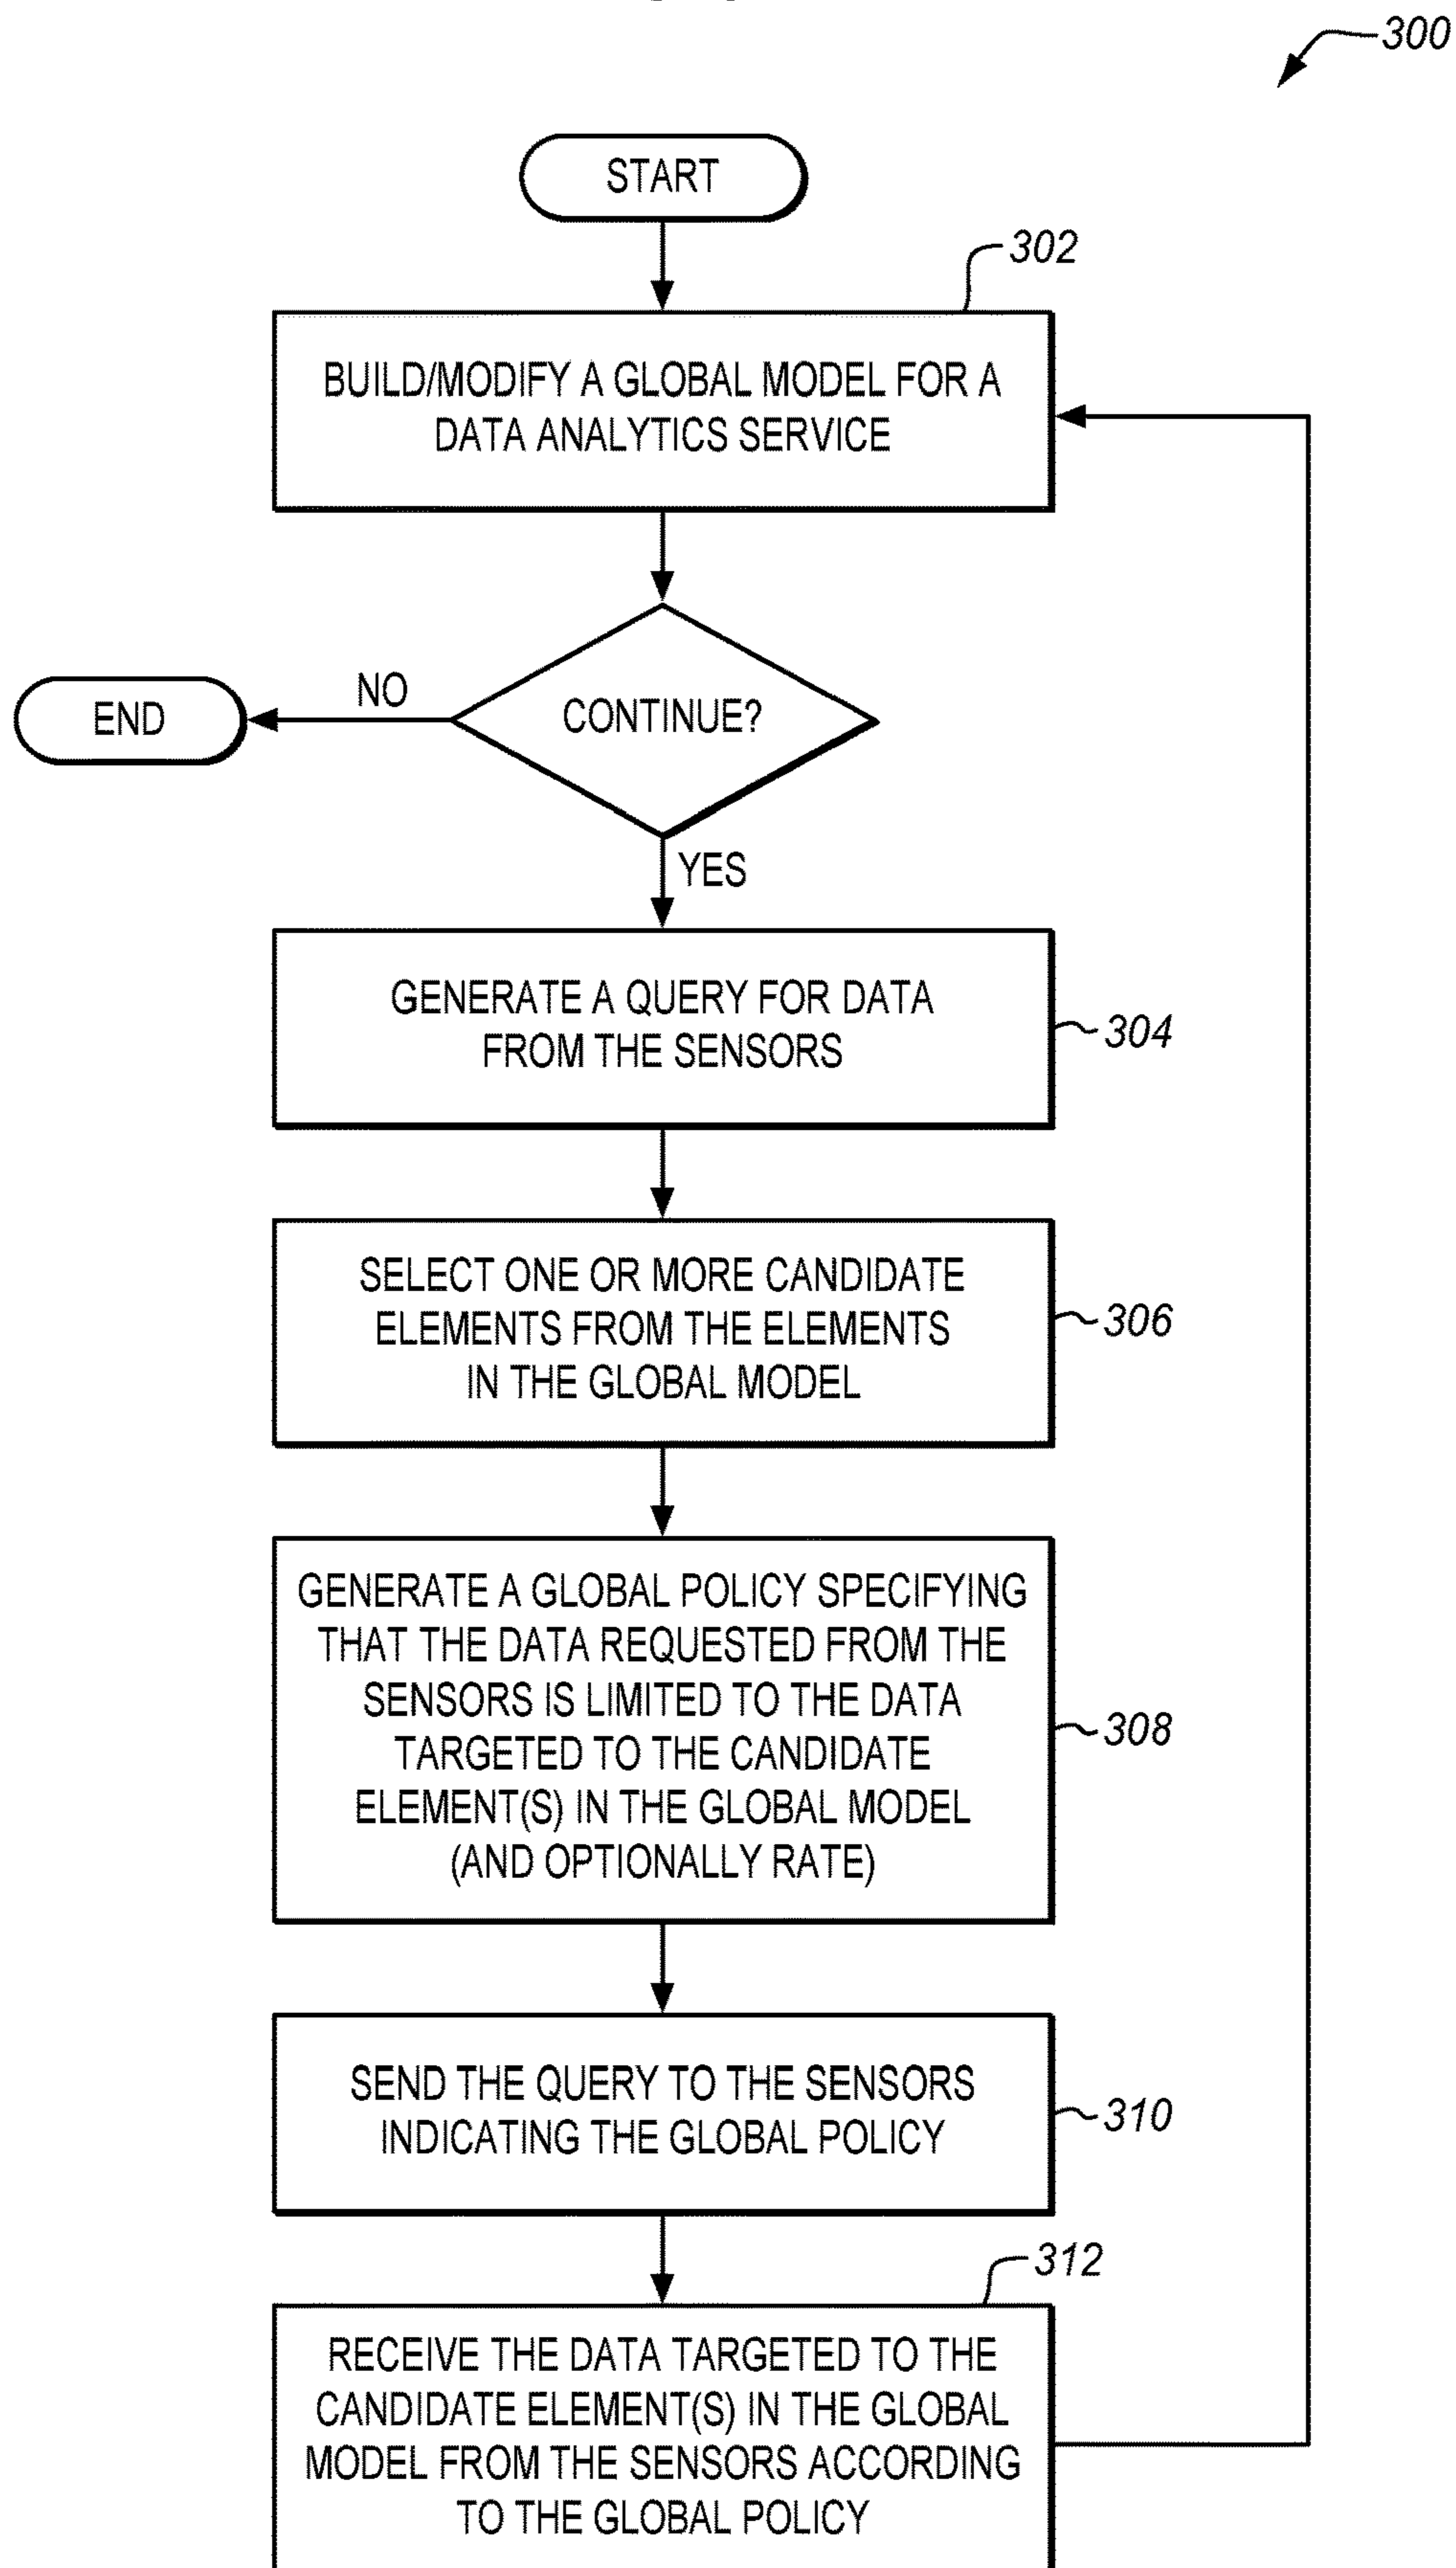 300
START
302
BUILD/MODIFY A GLOBAL MODEL FOR A
DATA ANALYTICS SERVICE
NO
END
CONTINUE?
YES
GENERATE A QUERY FOR DATA
FROM THE SENSORS
304
SELECT ONE OR MORE CANDIDATE
ELEMENTS FROM THE ELEMENTS
IN THE GLOBAL MODEL
306
GENERATE A GLOBAL POLICY SPECIFYING
THAT THE DATA REQUESTED FROM THE
SENSORS IS LIMITED TO THE DATA
TARGETED TO THE CANDIDATE
ELEMENT(S) IN THE GLOBAL MODEL
(AND OPTIONALLY RATE)
308
SEND THE QUERY TO THE SENSORS
INDICATING THE GLOBAL POLICY
310
312
RECEIVE THE DATA TARGETED TO THE
CANDIDATE ELEMENT(S) IN THE GLOBAL
MODEL FROM THE SENSORS ACCORDING
TO THE GLOBAL POLICY